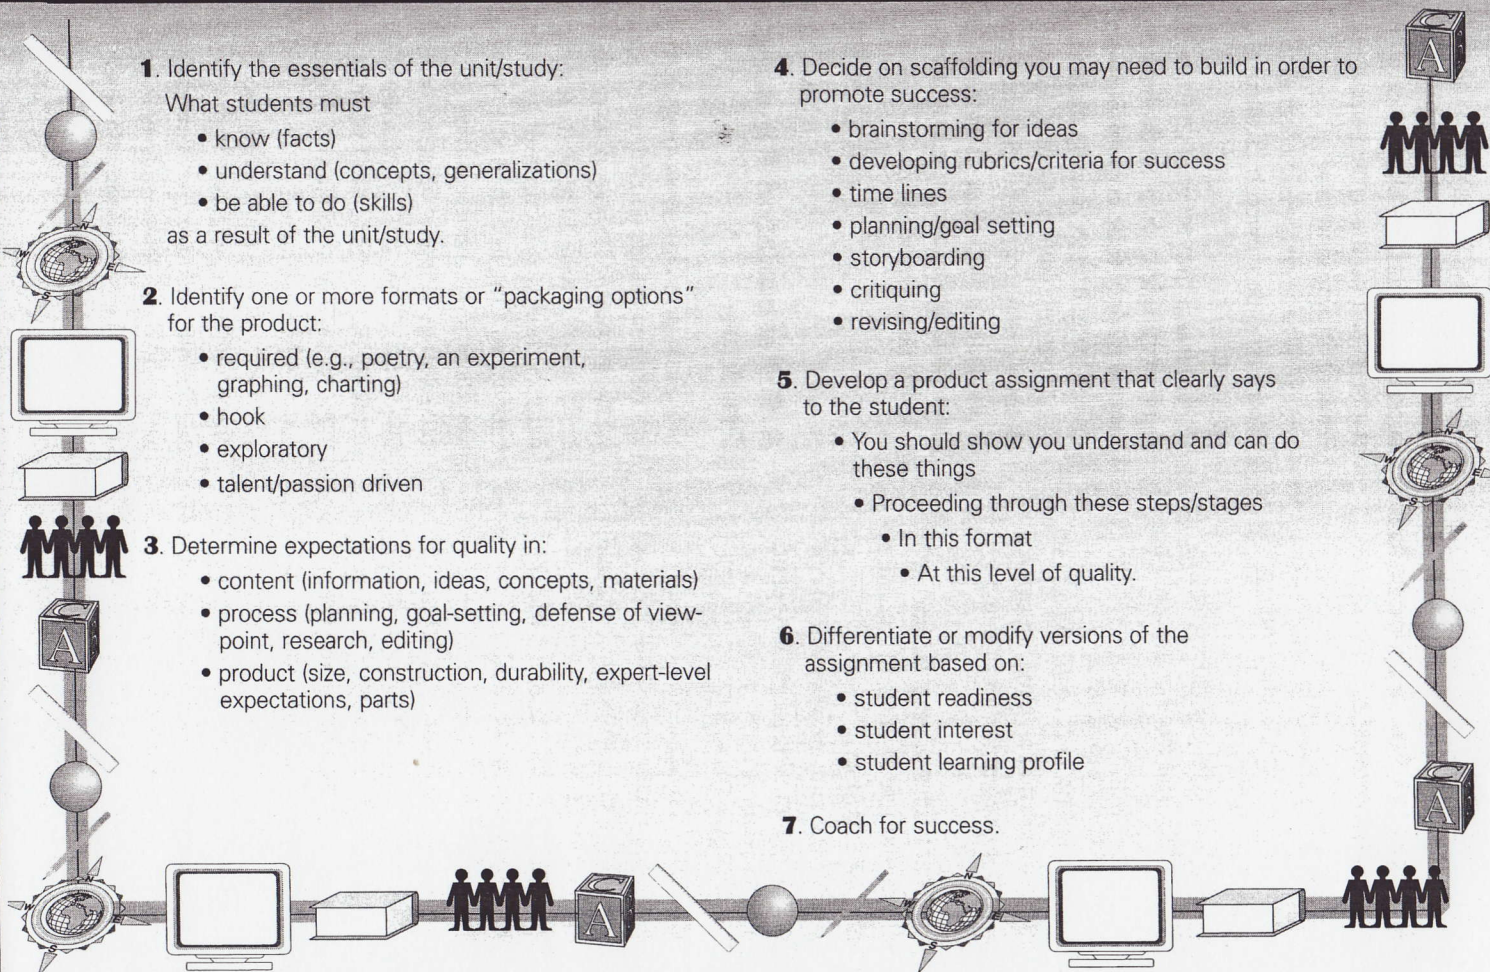 1. Identify the essentials of the unit/study:
What students must
• know (facts)
• understand (concepts, generalizations)
• be able to do (skills)
as a result of the unit/study.
2. Identify one or more formats or "packaging options"
for the product:
• required (e.g., poetry, an experiment,
graphing, charting)
• hook
• exploratory
• talent/passion driven
3. Determine expectations for quality in:
• content (information, ideas, concepts, materials)
• process (planning, goal-setting, defense of view-
point, research, editing)
• product (size, construction, durability, expert-level
expectations, parts)
4. Decide on scaffolding you may need to build in order to
promote success:
• brainstorming for ideas
• developing rubrics/criteria for success
• time lines
• planning/goal setting
• storyboarding
• critiquing
• revising/editing
5. Develop a product assignment that clearly says
to the student:
• You should show you understand and can do
these things
• Proceeding through these steps/stages
• In this format
• At this level of quality.
6. Differentiate or modify versions of the
assignment based on:
• student readiness
• student interest
• student learning profile
7. Coach for success.